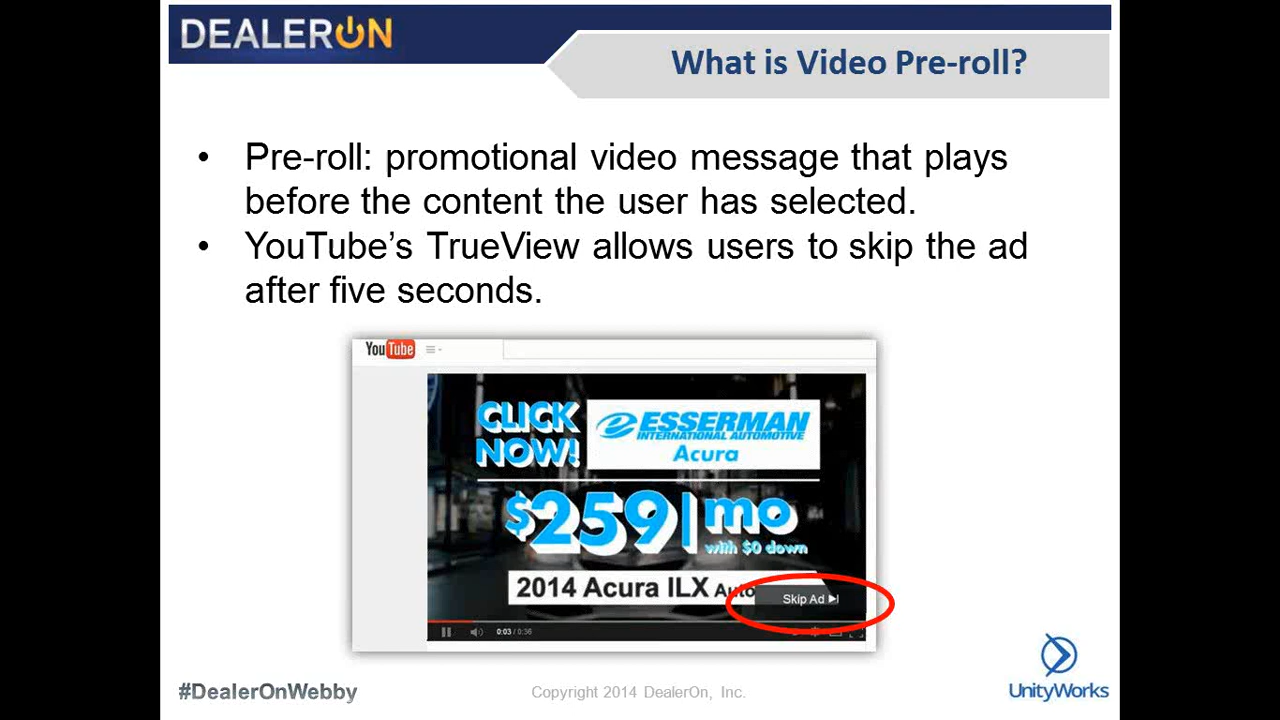 DEALERON
What is Video Pre-roll?
• Pre-roll: promotional video message that plays
before the content the user has selected.
• YouTube’s TrueView allows users to skip the ad
after five seconds.
YouTube
CLICK
NOW!
ESSERMAN
INTERNATIONAL AUTOMOTIVE
Acura
$259/mo
with $0 down
2014 Acura ILX Auto
Skip Ad
0:03 / 0:36
#DealerOnWebby
Copyright 2014 DealerOn, Inc.
UnityWorks